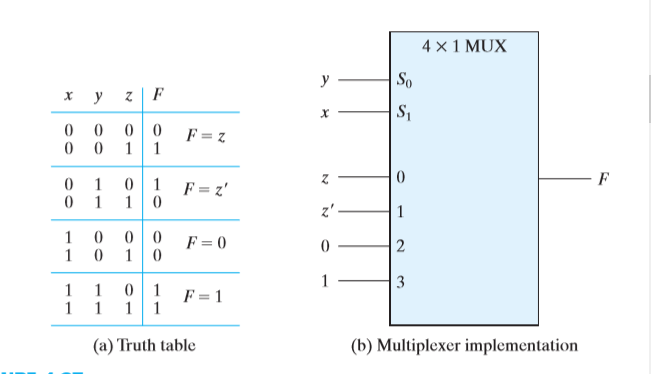 x y z F
0 0 0 0 F = z
0 0 1 1
0 1 0 1 F = z′
0 1 1 0
1 0 0 0 F = 0
1 0 1 0
1 1 0 1 F = 1
1 1 1 1
(a) Truth table
4 × 1 MUX
y S0
x S1
z 0
z′ 1
0 2
1 3
F
(b) Multiplexer implementation